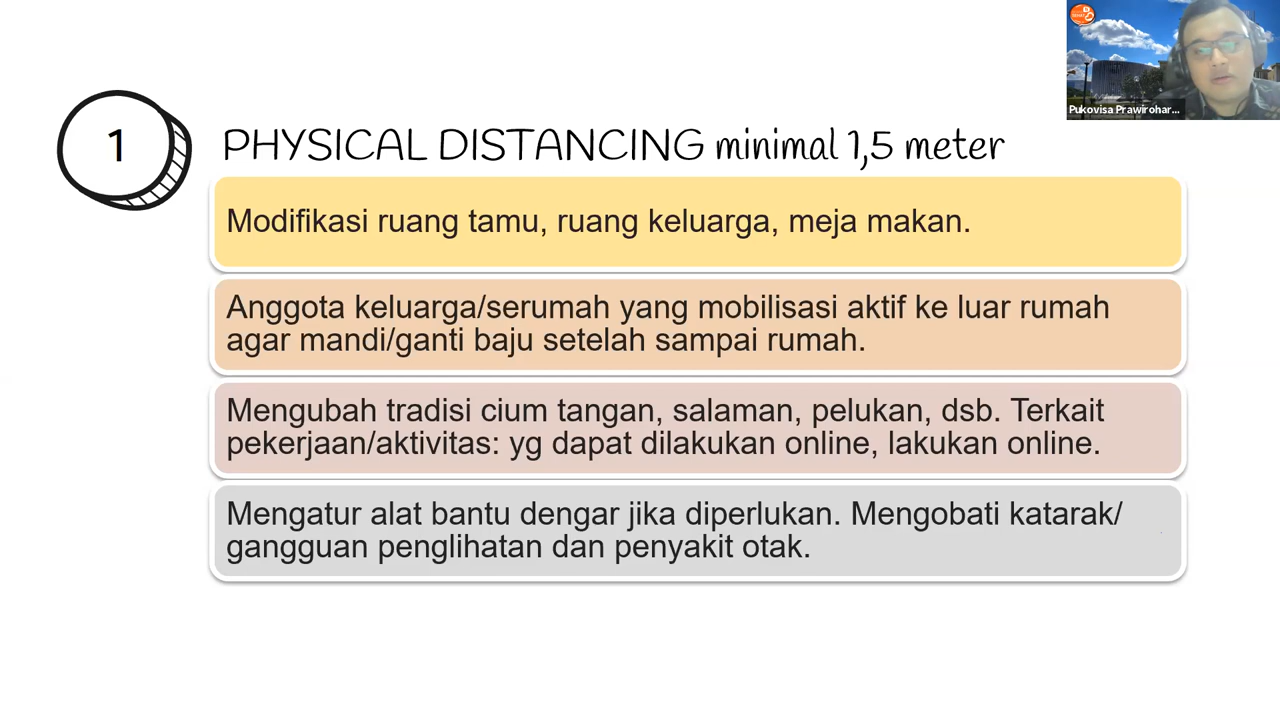 Pukovisa Prawirohar...
1
PHYSICAL DISTANCING minimal 1,5 meter
Modifikasi ruang tamu, ruang keluarga, meja makan.
Anggota keluarga/serumah yang mobilisasi aktif ke luar rumah
agar mandi/ganti baju setelah sampai rumah.
Mengubah tradisi cium tangan, salaman, pelukan, dsb. Terkait
pekerjaan/aktivitas: yg dapat dilakukan online, lakukan online.
Mengatur alat bantu dengar jika diperlukan. Mengobati katarak/
gangguan penglihatan dan penyakit otak.